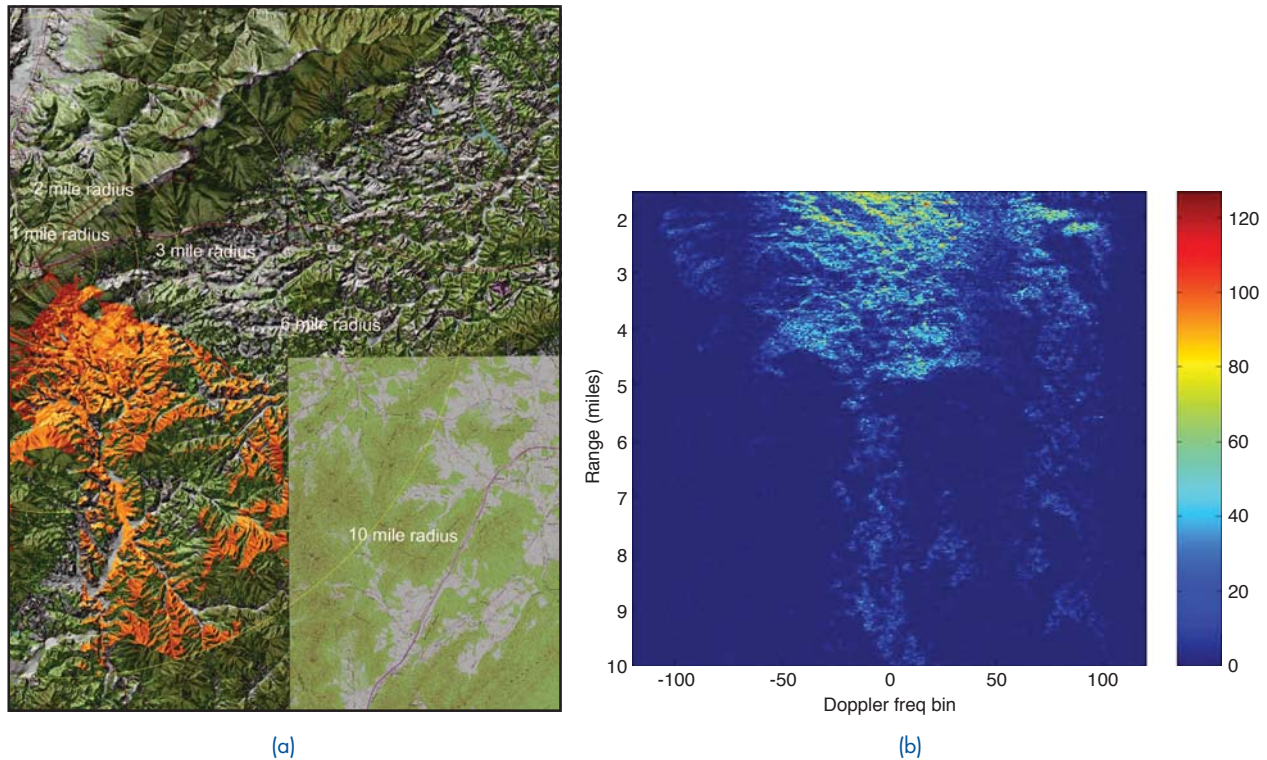 2 mile radius
1 mile radius
3 mile radius
6 mile radius
10 mile radius
(a)
Range (miles)
2
3
4
5
6
7
8
9
10
-100
-50
0
50
100
Doppler freq bin
120
100
80
60
40
20
0
(b)